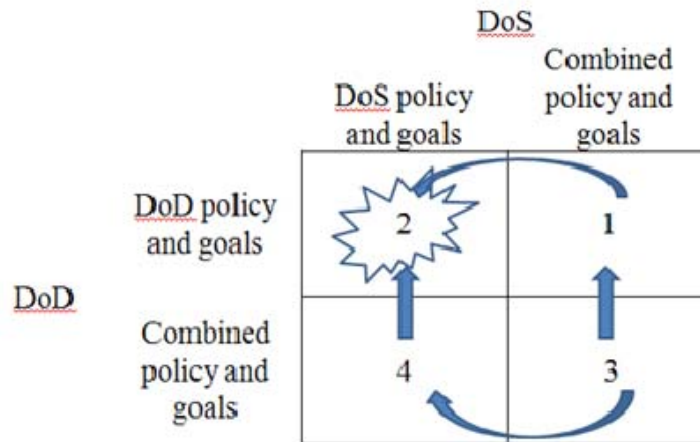 DoS
DoS policy
and goals
Combined
policy and
goals
DoD policy
and goals
2
1
DoD
Combined
policy and
goals
4
3